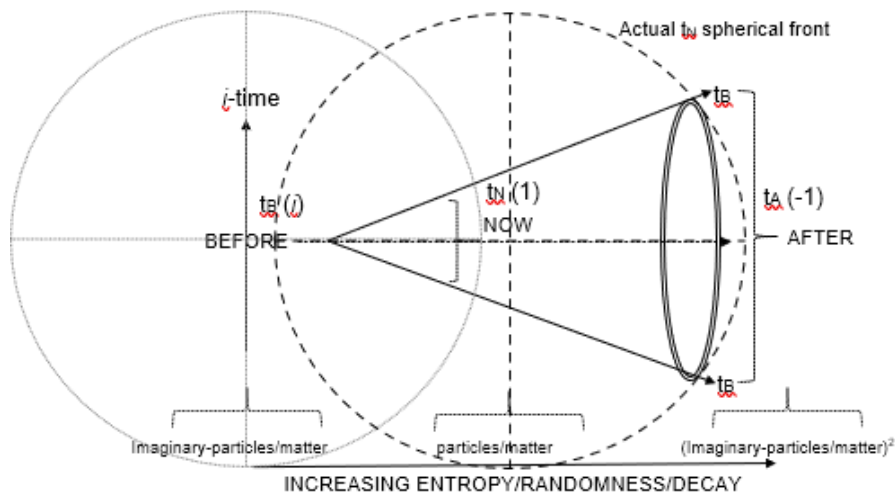 Actual tN spherical front
i-time
tB
tB (i)
tN (1)
tA (-1)
NOW
BEFORE
AFTER
tB
Imaginary-particles/matter
particles/matter
(Imaginary-particles/matter)²
INCREASING ENTROPY/RANDOMNESS/DECAY